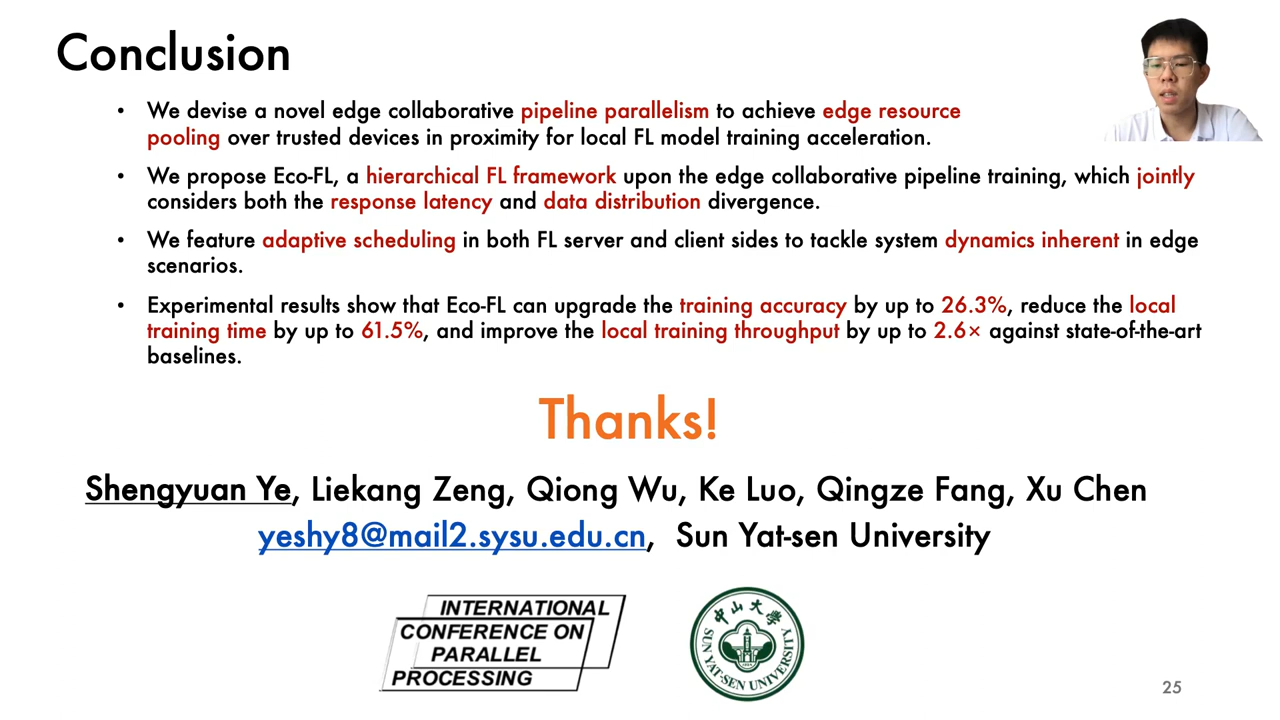 Conclusion
• We devise a novel edge collaborative pipeline parallelism to achieve edge resource
pooling over trusted devices in proximity for local FL model training acceleration.
• We propose Eco-FL, a hierarchical FL framework upon the edge collaborative pipeline training, which jointly
considers both the response latency and data distribution divergence.
• We feature adaptive scheduling in both FL server and client sides to tackle system dynamics inherent in edge
scenarios.
• Experimental results show that Eco-FL can upgrade the training accuracy by up to 26.3%, reduce the local
training time by up to 61.5%, and improve the local training throughput by up to 2.6× against state-of-the-art
baselines.
Thanks!
Shengyuan Ye, Liekang Zeng, Qiong Wu, Ke Luo, Qingze Fang, Xu Chen
yeshy8@mail2.sysu.edu.cn, Sun Yat-sen University
INTERNATIONAL
CONFERENCE ON
PARALLEL
PROCESSING
中山大学
SUN YAT-SEN UNIVERSITY
25